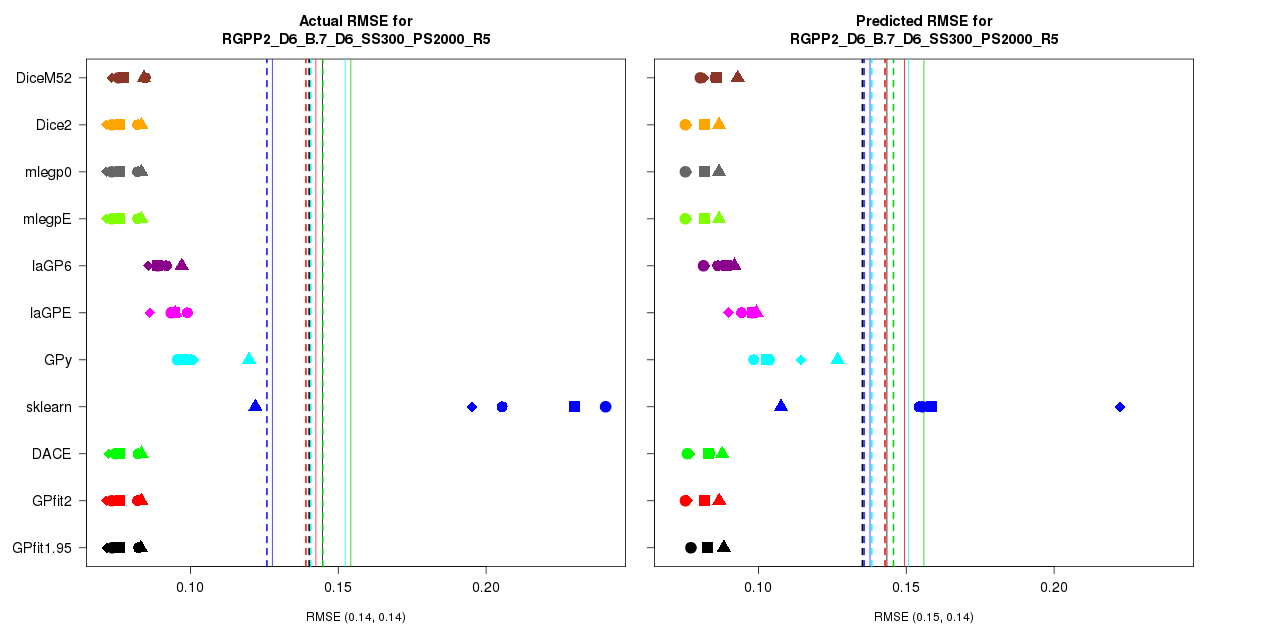 Actual RMSE for
RGPP2_D6_B.7_D6_SS300_PS2000_R5
DiceM52
Dice2
mlegp0
mlegpE
laGP6
laGPE
GPy
sklearn
DACE
GPfit2
GPfit1.95
0.10 0.15 0.20
RMSE (0.14, 0.14)
Predicted RMSE for
RGPP2_D6_B.7_D6_SS300_PS2000_R5
0.10 0.15 0.20
RMSE (0.15, 0.14)